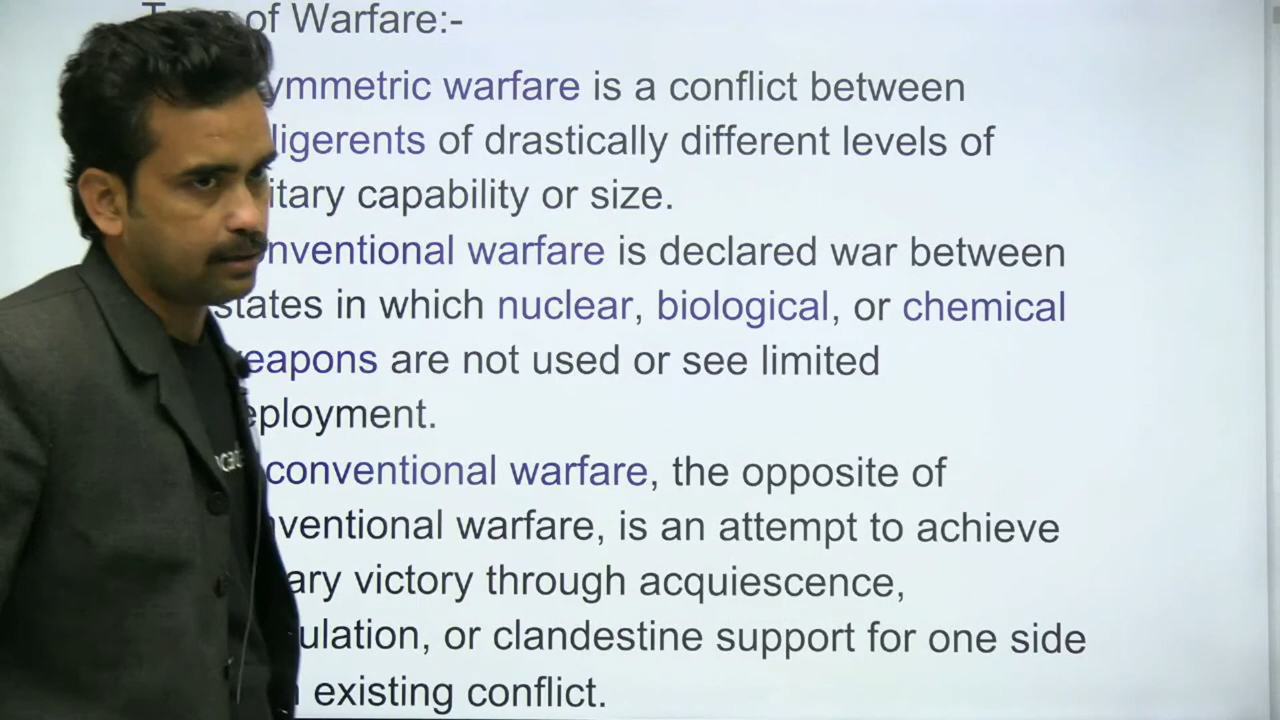 of Warfare:-
ymmetric warfare is a conflict between
ligerents of drastically different levels of
itary capability or size.
nventional warfare is declared war between
states in which nuclear, biological, or chemical
eapons are not used or see limited
eployment.
conventional warfare, the opposite of
ventional warfare, is an attempt to achieve
ary victory through acquiescence,
ulation, or clandestine support for one side
existing conflict.